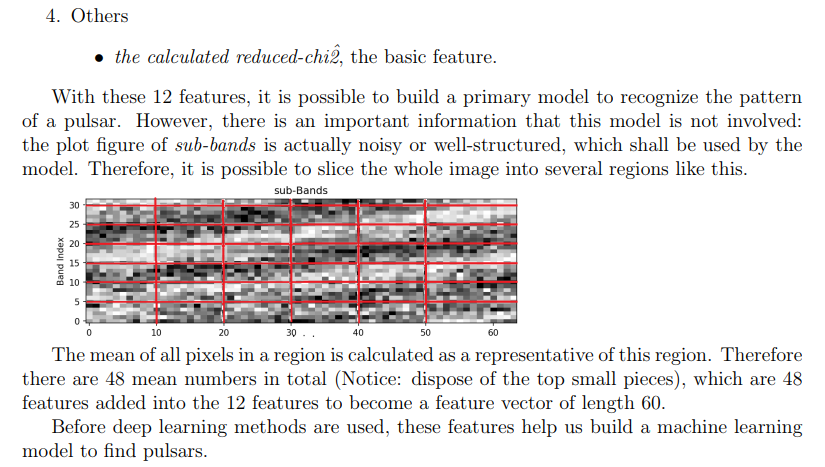 4. Others
• the calculated reduced-chi2̂, the basic feature.
With these 12 features, it is possible to build a primary model to recognize the pattern
of a pulsar. However, there is an important information that this model is not involved:
the plot figure of sub-bands is actually noisy or well-structured, which shall be used by the
model. Therefore, it is possible to slice the whole image into several regions like this.
sub-Bands
30
25
20
15
10
5
0
Band Index
0 10 20 30 40 50 60
The mean of all pixels in a region is calculated as a representative of this region. Therefore
there are 48 mean numbers in total (Notice: dispose of the top small pieces), which are 48
features added into the 12 features to become a feature vector of length 60.
Before deep learning methods are used, these features help us build a machine learning
model to find pulsars.